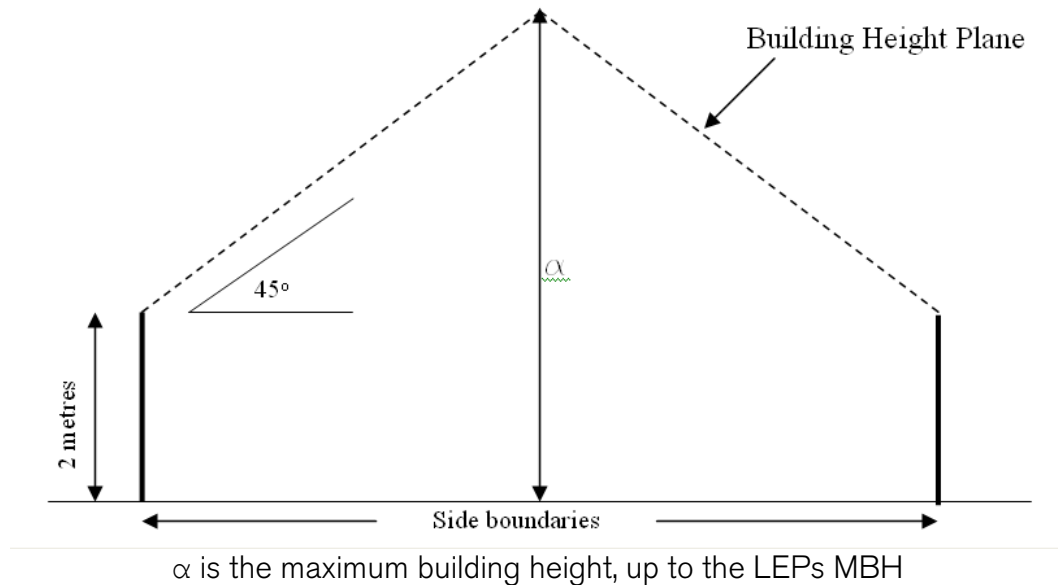 Building Height Plane
α
45°
2 metres
Side boundaries
α is the maximum building height, up to the LEPs MBH